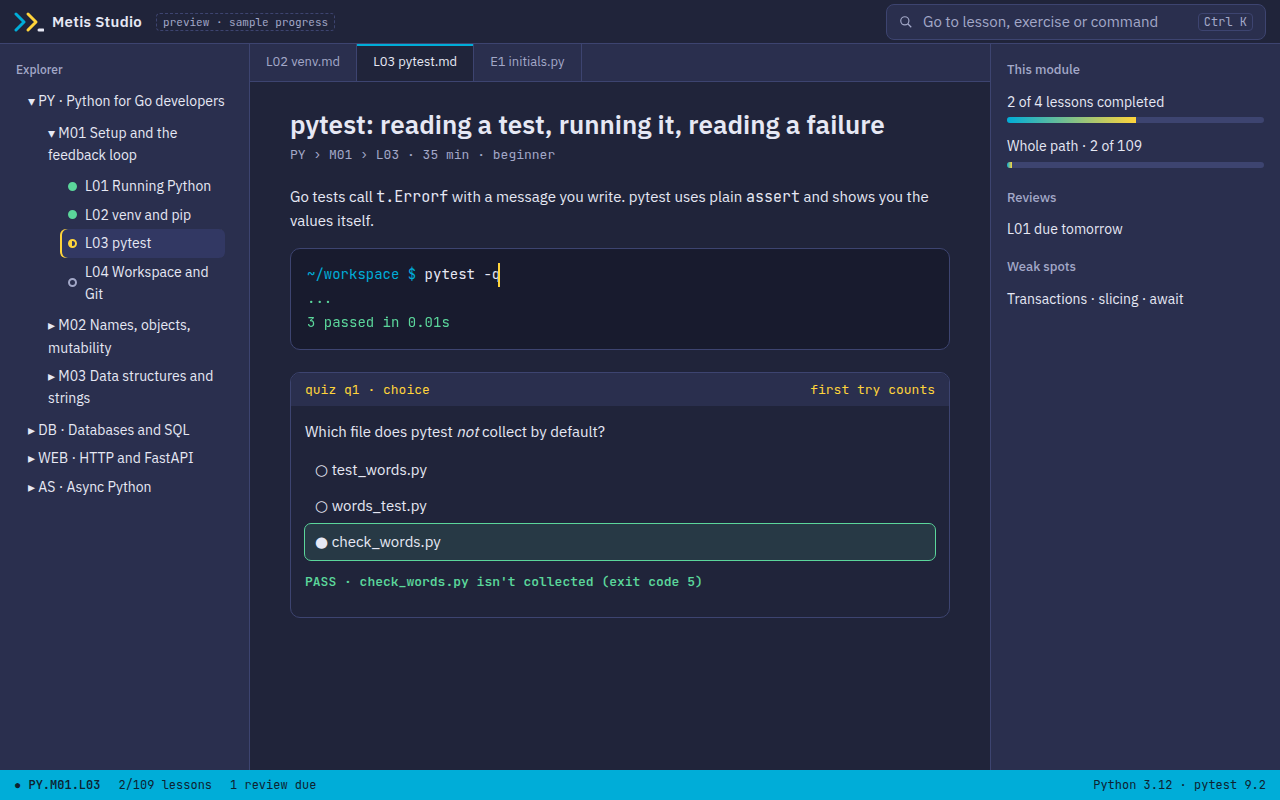 Metis Studio
preview · sample progress
Go to lesson, exercise or command
Ctrl K
Explorer
▾ PY · Python for Go developers
▾ M01 Setup and the
feedback loop
L01 Running Python
L02 venv and pip
L03 pytest
L04 Workspace and
Git
▸ M02 Names, objects,
mutability
▸ M03 Data structures and
strings
▸ DB · Databases and SQL
▸ WEB · HTTP and FastAPI
▸ AS · Async Python
L02 venv.md
L03 pytest.md
E1 initials.py
pytest: reading a test, running it, reading a failure
PY › M01 › L03 · 35 min · beginner
Go tests call t.Errorf with a message you write. pytest uses plain assert and shows you the
values itself.
~/workspace $ pytest -q
...
3 passed in 0.01s
quiz q1 · choice
first try counts
Which file does pytest not collect by default?
○ test_words.py
○ words_test.py
● check_words.py
PASS · check_words.py isn't collected (exit code 5)
This module
2 of 4 lessons completed
Whole path · 2 of 109
Reviews
L01 due tomorrow
Weak spots
Transactions · slicing · await
● PY.M01.L03
2/109 lessons
1 review due
Python 3.12 · pytest 9.2